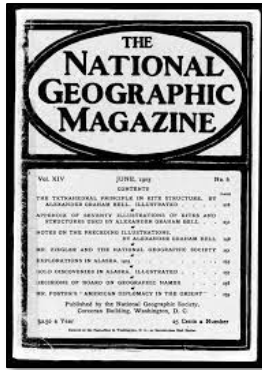 THE
NATIONAL
GEOGRAPHIC
MAGAZINE
Vol. XIV JUNE, 1903 No. 6
CONTENTS
THE TETRAHEDRAL PRINCIPLE IN KITE STRUCTURE. BY
ALEXANDER GRAHAM BELL. ILLUSTRATED
APPENDIX OF SEVENTY ILLUSTRATIONS OF KITES AND
STRUCTURES USED BY ALEXANDER GRAHAM BELL
NOTES ON THE PRECEDING ILLUSTRATIONS.
BY ALEXANDER GRAHAM BELL
MR. ZIEGLER AND THE NATIONAL GEOGRAPHIC SOCIETY
EXPLORATIONS IN ALASKA, 1903
GOLD DISCOVERIES IN ALASKA. ILLUSTRATED
DECISIONS OF BOARD ON GEOGRAPHIC NAMES
MR. FOSTER'S "AMERICAN DIPLOMACY IN THE ORIENT"
Published by the National Geographic Society,
Corcoran Building, Washington, D. C.
$2.50 a Year 25 Cents a Number